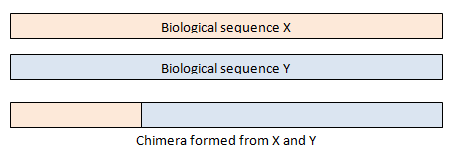 Biological sequence X
Biological sequence Y
Chimera formed from X and Y